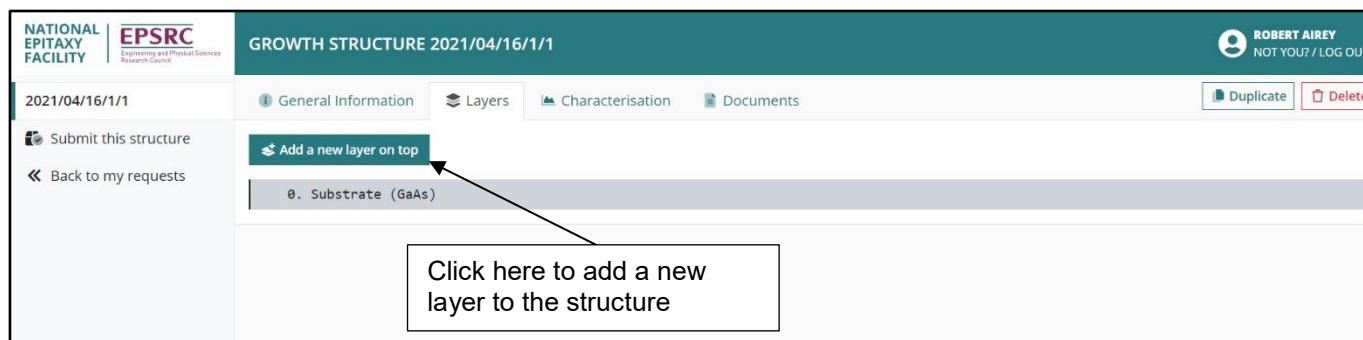 NATIONAL
EPITAXY
FACILITY
EPSRC
Engineering and Physical Sciences
Research Council
GROWTH STRUCTURE 2021/04/16/1/1
ROBERT AIREY
NOT YOU? / LOG OU
2021/04/16/1/1
General Information
Layers
Characterisation
Documents
Duplicate
Delete
Submit this structure
Add a new layer on top
Back to my requests
0. Substrate (GaAs)
Click here to add a new
layer to the structure